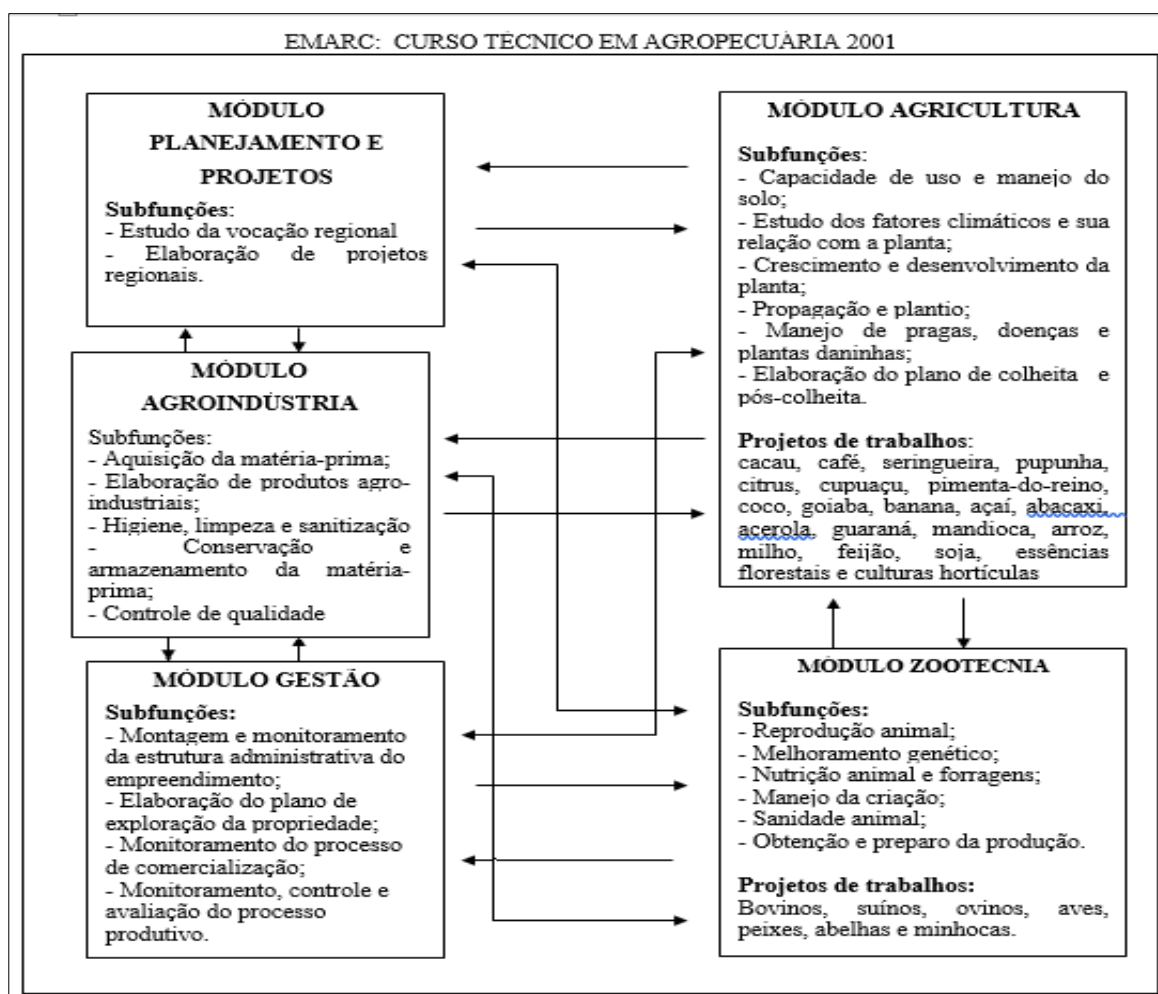 EMARC: CURSO TÉCNICO EM AGROPECUÁRIA 2001
MÓDULO
PLANEJAMENTO E
PROJETOS
Subfunções:
- Estudo da vocação regional
- Elaboração de projetos
regionais.
MÓDULO
AGROINDÚSTRIA
Subfunções:
- Aquisição da matéria-prima;
- Elaboração de produtos agro-
industriais;
- Higiene, limpeza e sanitização
- Conservação e
armazenamento da matéria-
prima;
- Controle de qualidade
MÓDULO GESTÃO
Subfunções:
- Montagem e monitoramento
da estrutura administrativa do
empreendimento;
- Elaboração do plano de
exploração da propriedade;
- Monitoramento do processo
de comercialização;
- Monitoramento, controle e
avaliação do processo
produtivo.
MÓDULO AGRICULTURA
Subfunções:
- Capacidade de uso e manejo do
solo;
- Estudo dos fatores climáticos e sua
relação com a planta;
- Crescimento e desenvolvimento da
planta;
- Propagação e plantio;
- Manejo de pragas, doenças e
plantas daninhas;
- Elaboração do plano de colheita e
pós-colheita.
Projetos de trabalhos:
cacau, café, seringueira, pupunha,
citrus, cupuaçu, pimenta-do-reino,
coco, goiaba, banana, açaí, abacaxi,
acerola, guaraná, mandioca, arroz,
milho, feijão, soja, essências
florestais e culturas hortículas
MÓDULO ZOOTECNIA
Subfunções:
- Reprodução animal;
- Melhoramento genético;
- Nutrição animal e forragens;
- Manejo da criação;
- Sanidade animal;
- Obtenção e preparo da produção.
Projetos de trabalhos:
Bovinos, suínos, ovinos, aves,
peixes, abelhas e minhocas.